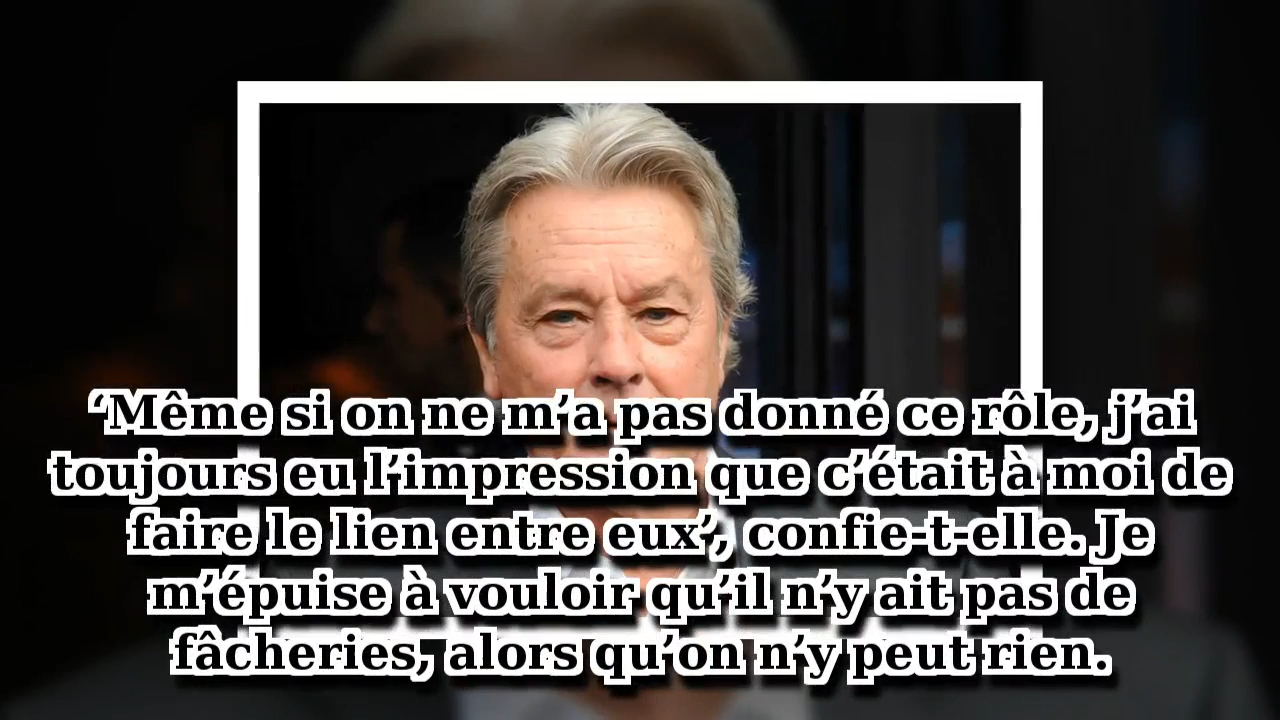 ‘Même si on ne m’a pas donné ce rôle, j’ai
toujours eu l’impression que c’était à moi de
faire le lien entre eux’, confie-t-elle. Je
m’épuise à vouloir qu’il n’y ait pas de
fâcheries, alors qu’on n’y peut rien.